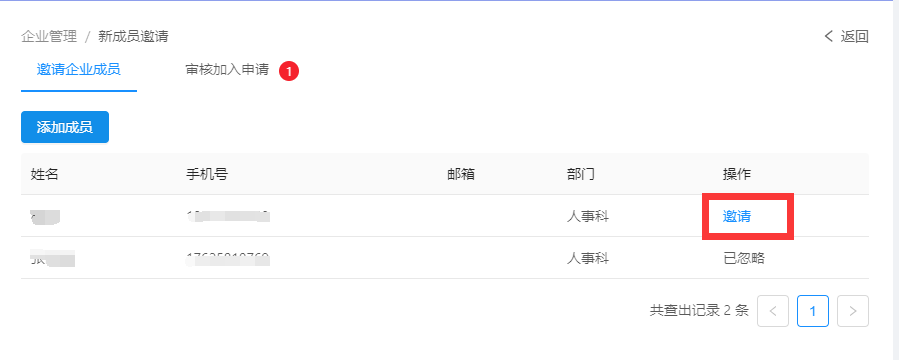 企业管理 / 新成员邀请 < 返回
邀请企业成员 审核加入申请 1
添加成员
姓名 手机号 邮箱 部门 操作
人事科 邀请
人事科 已忽略
共查出记录 2 条 < 1 >